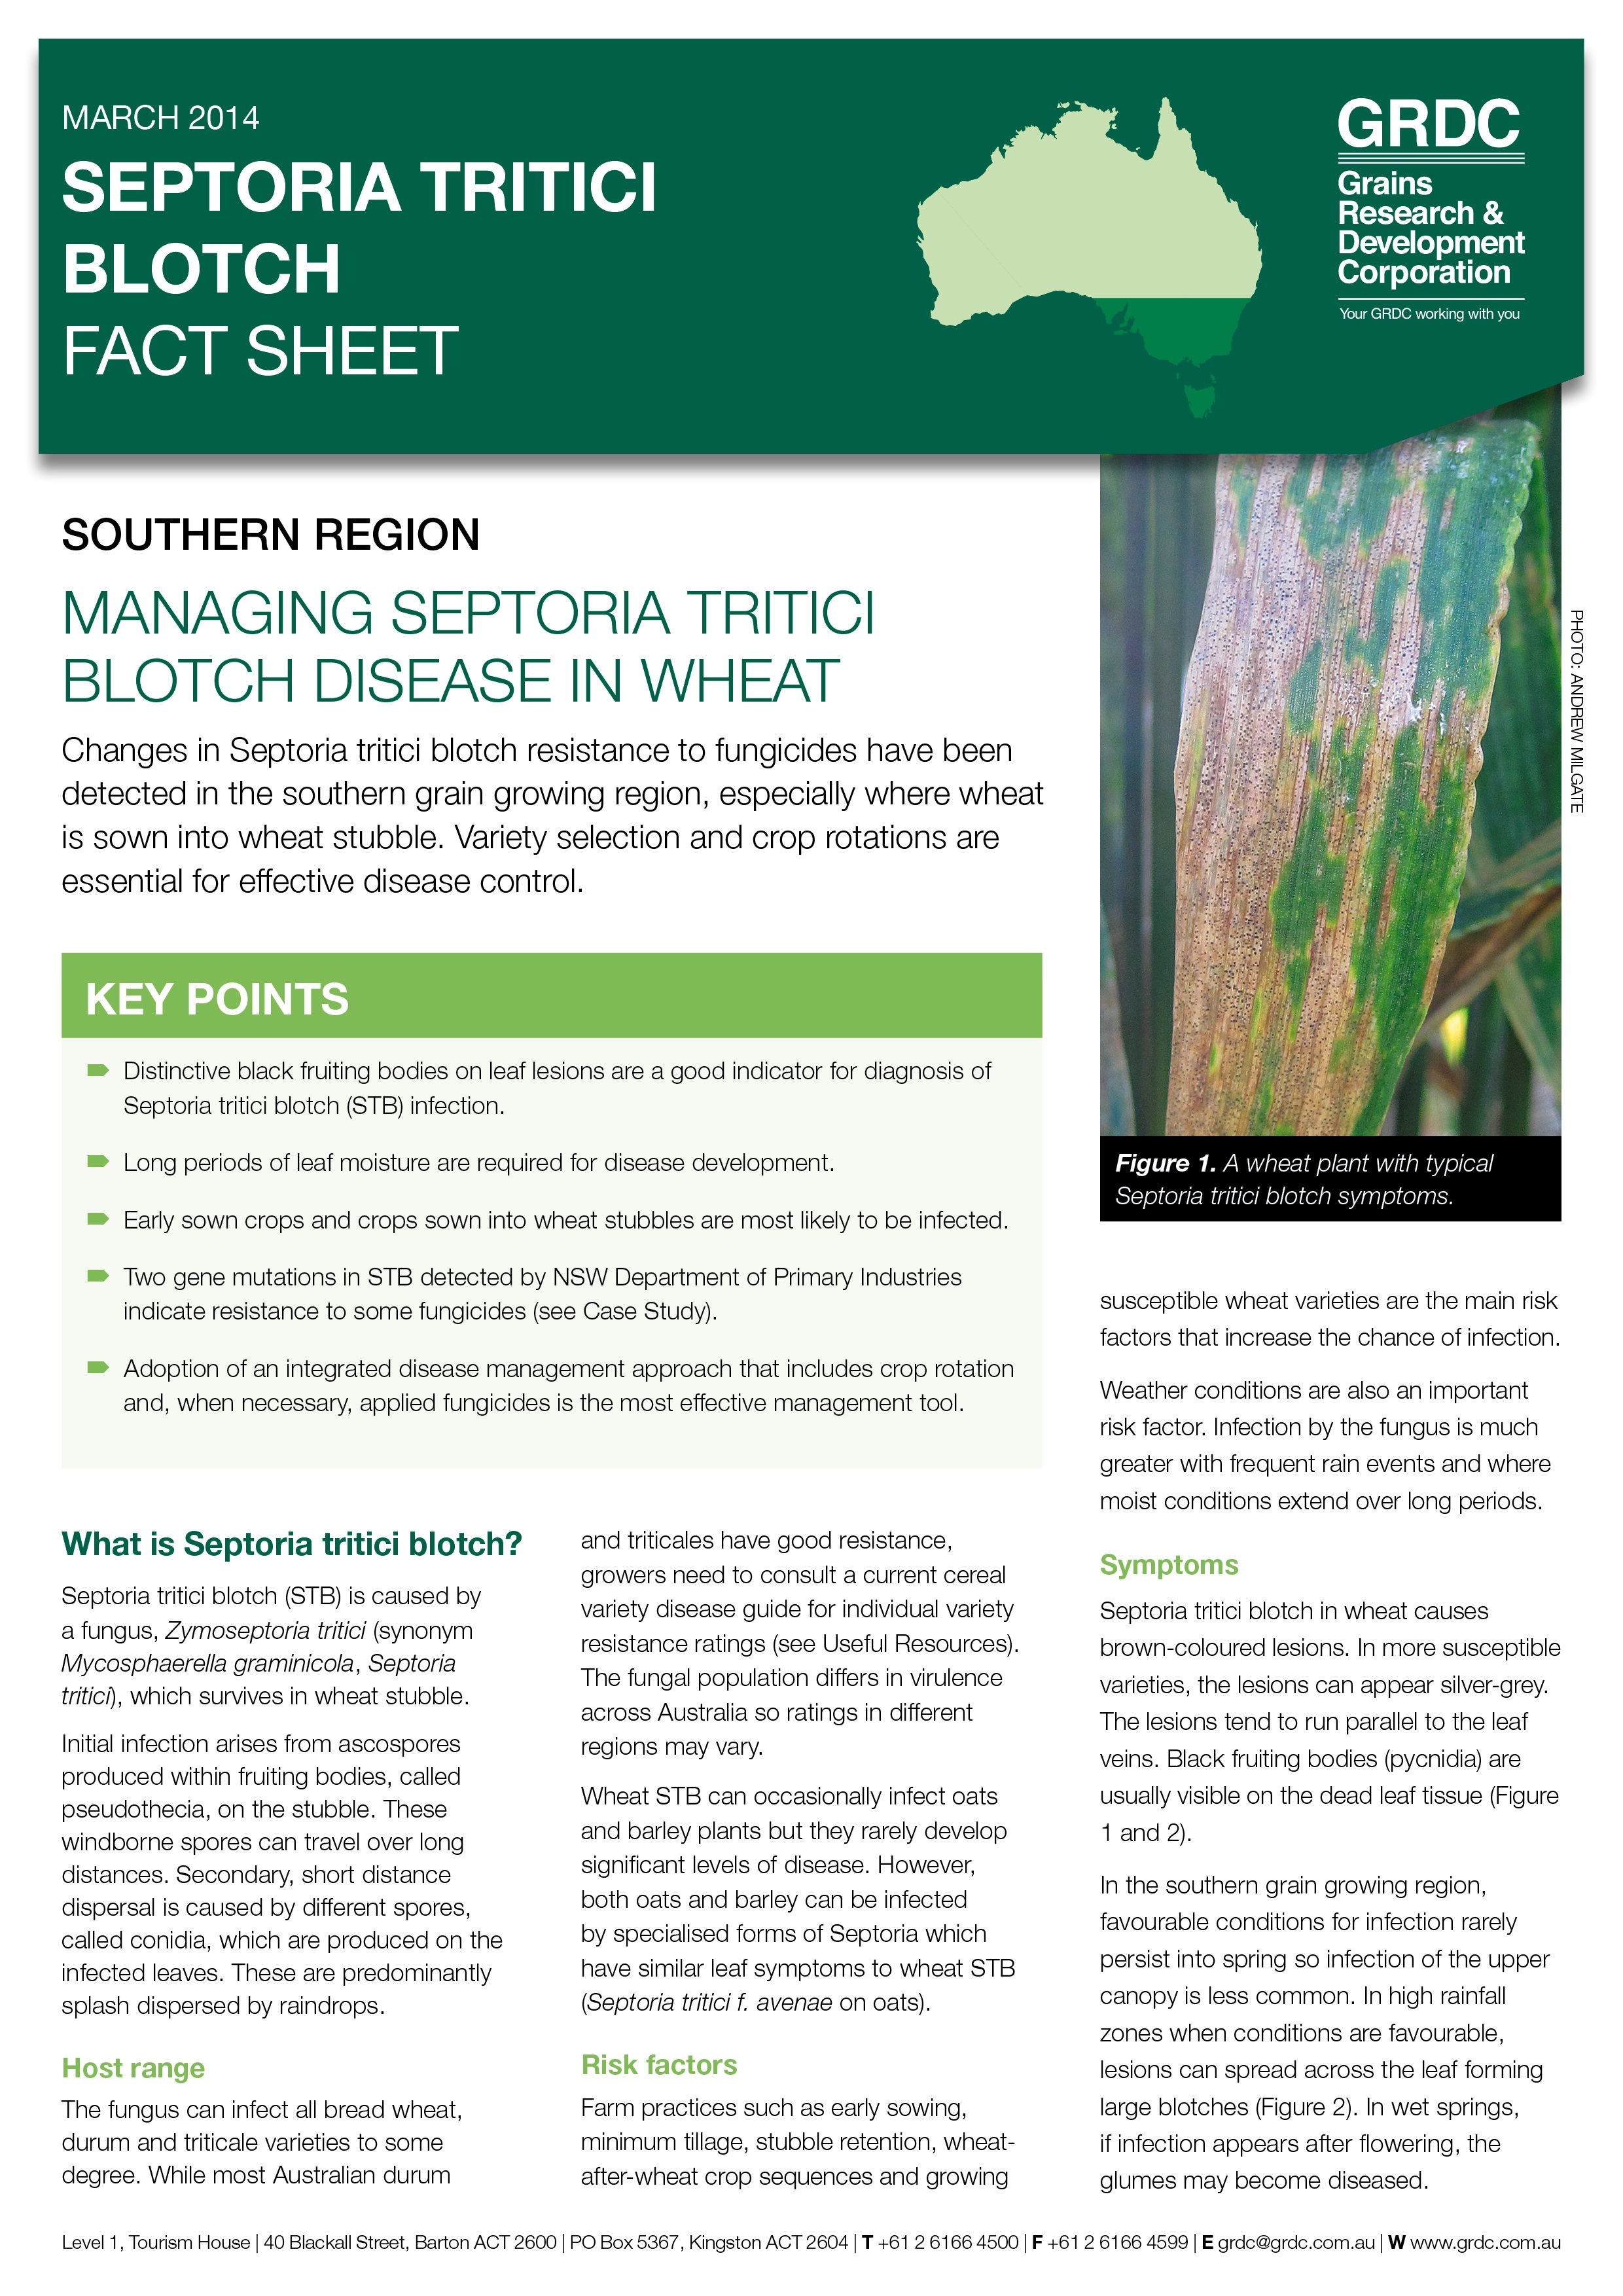 MARCH 2014
SEPTORIA TRITICI
BLOTCH
FACT SHEET
GRDC
Grains
Research &
Development
Corporation
Your GRDC working with you
SOUTHERN REGION
MANAGING SEPTORIA TRITICI
BLOTCH DISEASE IN WHEAT
Changes in Septoria tritici blotch resistance to fungicides have been
detected in the southern grain growing region, especially where wheat
is sown into wheat stubble. Variety selection and crop rotations are
essential for effective disease control.
PHOTO: ANDREW MILGATE
Figure 1. A wheat plant with typical
Septoria tritici blotch symptoms.
KEY POINTS
Distinctive black fruiting bodies on leaf lesions are a good indicator for diagnosis of
Septoria tritici blotch (STB) infection.
Long periods of leaf moisture are required for disease development.
Early sown crops and crops sown into wheat stubbles are most likely to be infected.
Two gene mutations in STB detected by NSW Department of Primary Industries
indicate resistance to some fungicides (see Case Study).
Adoption of an integrated disease management approach that includes crop rotation
and, when necessary, applied fungicides is the most effective management tool.
What is Septoria tritici blotch?
Septoria tritici blotch (STB) is caused by
a fungus, Zymoseptoria tritici (synonym
Mycosphaerella graminicola, Septoria
tritici), which survives in wheat stubble.
Initial infection arises from ascospores
produced within fruiting bodies, called
pseudothecia, on the stubble. These
windborne spores can travel over long
distances. Secondary, short distance
dispersal is caused by different spores,
called conidia, which are produced on the
infected leaves. These are predominantly
splash dispersed by raindrops.
Host range
The fungus can infect all bread wheat,
durum and triticale varieties to some
degree. While most Australian durum
and triticales have good resistance,
growers need to consult a current cereal
variety disease guide for individual variety
resistance ratings (see Useful Resources).
The fungal population differs in virulence
across Australia so ratings in different
regions may vary.
Wheat STB can occasionally infect oats
and barley plants but they rarely develop
significant levels of disease. However,
both oats and barley can be infected
by specialised forms of Septoria which
have similar leaf symptoms to wheat STB
(Septoria tritici f. avenae on oats).
Risk factors
Farm practices such as early sowing,
minimum tillage, stubble retention, wheat-
after-wheat crop sequences and growing
susceptible wheat varieties are the main risk
factors that increase the chance of infection.
Weather conditions are also an important
risk factor. Infection by the fungus is much
greater with frequent rain events and where
moist conditions extend over long periods.
Symptoms
Septoria tritici blotch in wheat causes
brown-coloured lesions. In more susceptible
varieties, the lesions can appear silver-grey.
The lesions tend to run parallel to the leaf
veins. Black fruiting bodies (pycnidia) are
usually visible on the dead leaf tissue (Figure
1 and 2).
In the southern grain growing region,
favourable conditions for infection rarely
persist into spring so infection of the upper
canopy is less common. In high rainfall
zones when conditions are favourable,
lesions can spread across the leaf forming
large blotches (Figure 2). In wet springs,
if infection appears after flowering, the
glumes may become diseased.
Level 1, Tourism House | 40 Blackall Street, Barton ACT 2600 | PO Box 5367, Kingston ACT 2604 | T +61 2 6166 4500 | F +61 2 6166 4599 | E grdc@grdc.com.au | W www.grdc.com.au